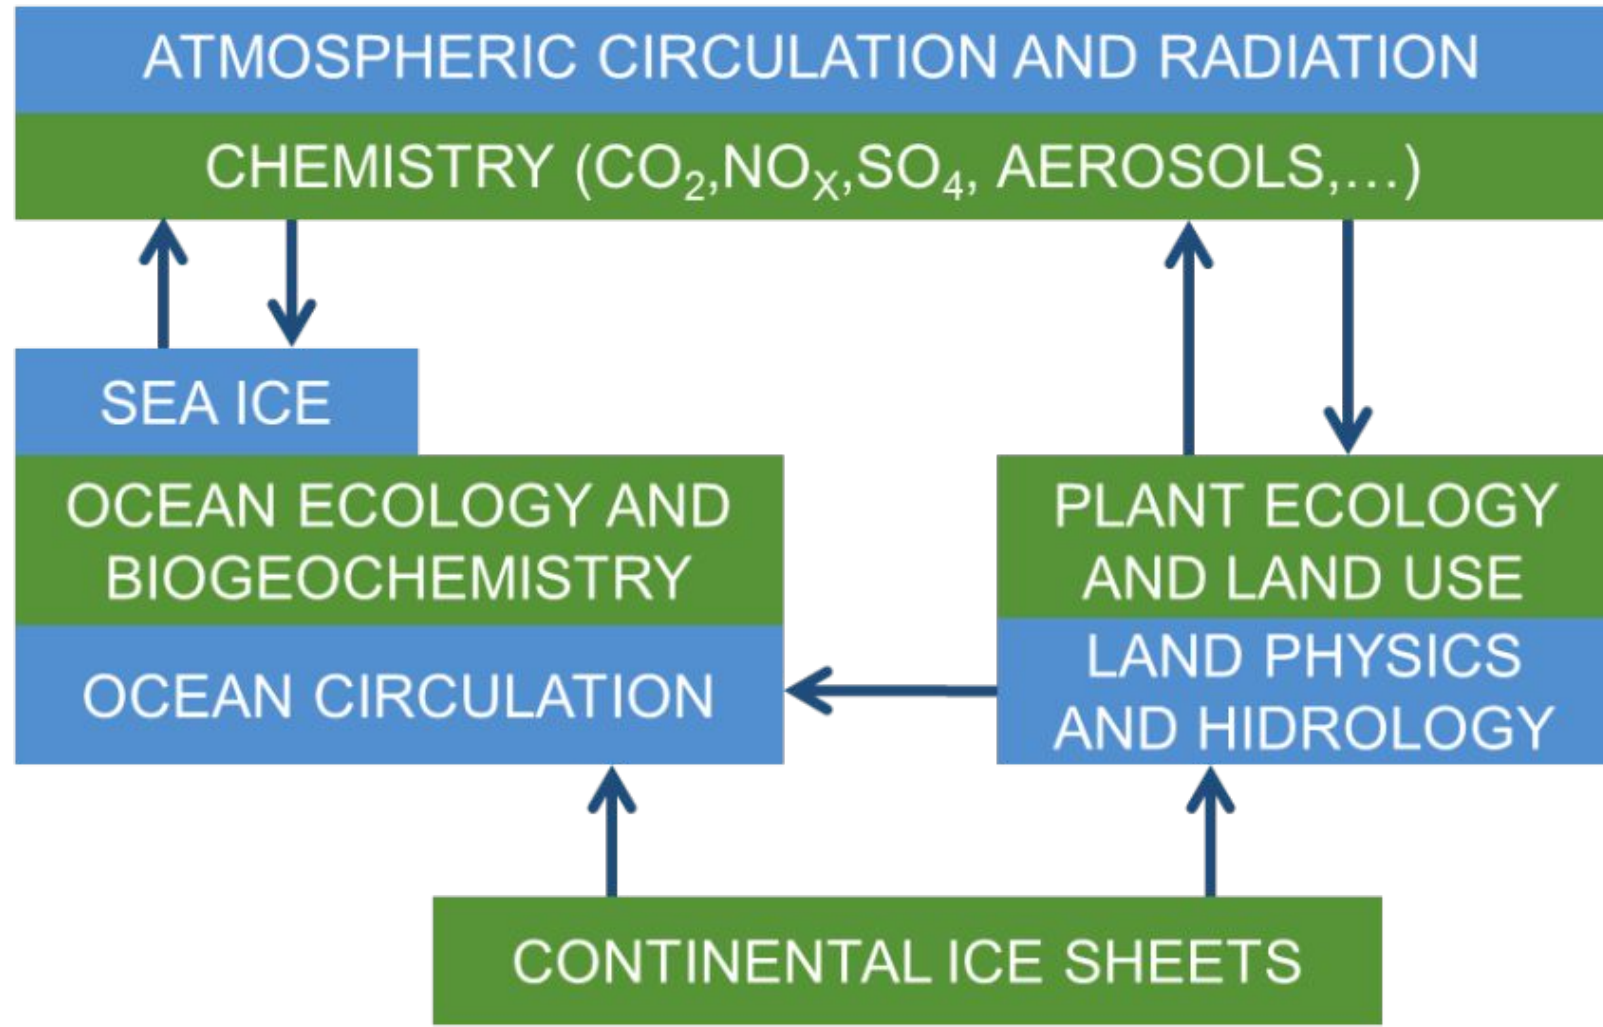 ATMOSPHERIC CIRCULATION AND RADIATION
CHEMISTRY (CO₂,NOₓ,SO₄, AEROSOLS,...)
SEA ICE
OCEAN ECOLOGY AND
BIOGEOCHEMISTRY
OCEAN CIRCULATION
PLANT ECOLOGY
AND LAND USE
LAND PHYSICS
AND HIDROLOGY
CONTINENTAL ICE SHEETS